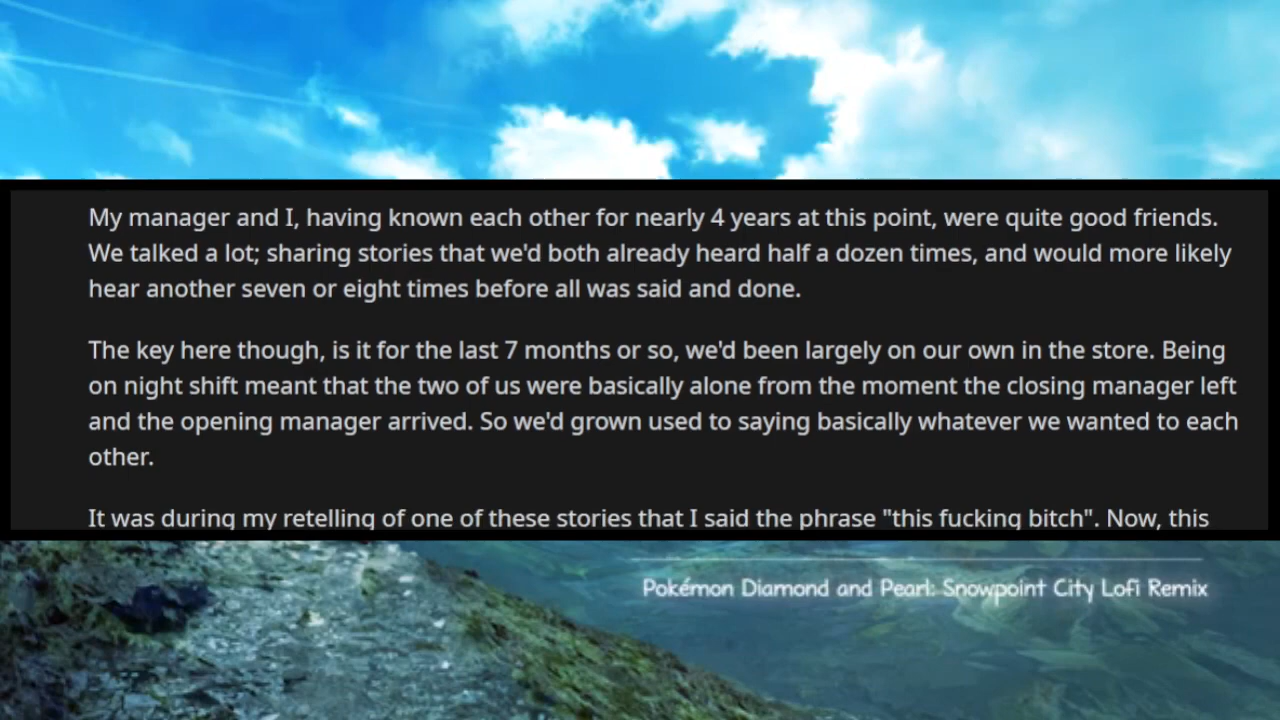 My manager and I, having known each other for nearly 4 years at this point, were quite good friends.
We talked a lot; sharing stories that we'd both already heard half a dozen times, and would more likely
hear another seven or eight times before all was said and done.
The key here though, is it for the last 7 months or so, we'd been largely on our own in the store. Being
on night shift meant that the two of us were basically alone from the moment the closing manager left
and the opening manager arrived. So we'd grown used to saying basically whatever we wanted to each
other.
It was during my retelling of one of these stories that I said the phrase "this fucking bitch". Now, this
Pokémon Diamond and Pearl: Snowpoint City Lofi Remix